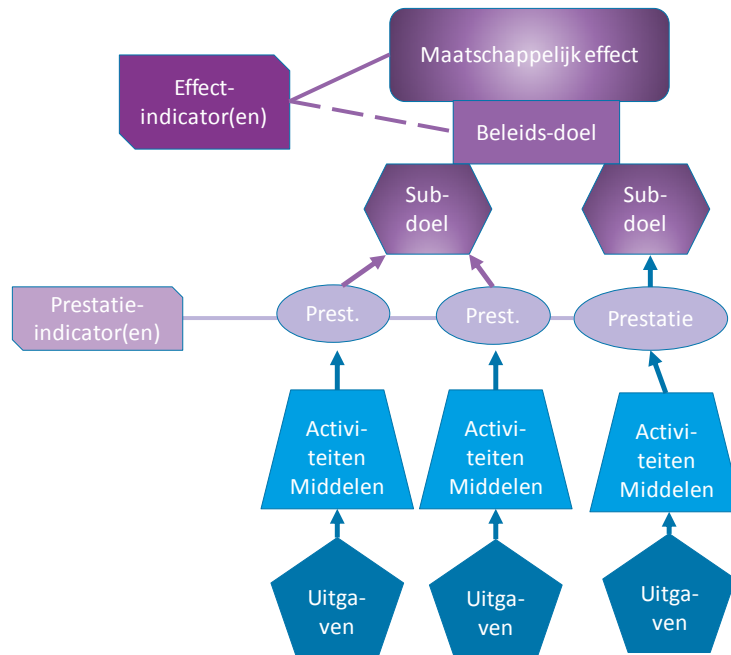 Maatschappelijk effect
Effect-
indicator(en)
Beleids-doel
Sub-
doel
Sub-
doel
Prestatie-
indicator(en)
Prest.
Prest.
Prestatie
Activi-
teiten
Middelen
Activi-
teiten
Middelen
Activi-
teiten
Middelen
Uitga-
ven
Uitga-
ven
Uitga-
ven